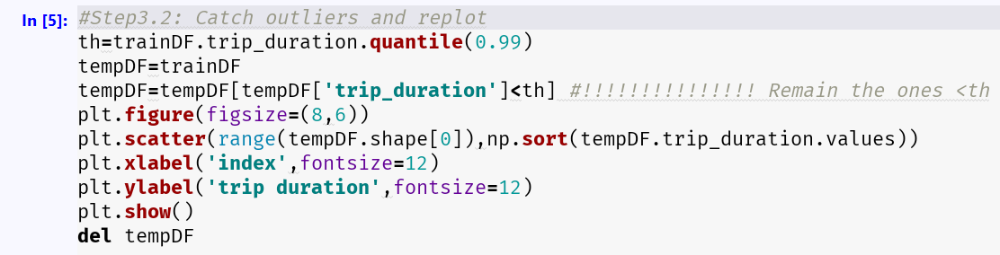 In [5]: #Step3.2: Catch outliers and replot
th=trainDF.trip_duration.quantile(0.99)
tempDF=trainDF
tempDF=tempDF[tempDF['trip_duration']<th] #!!!!!!!!!!!!!!! Remain the ones <th
plt.figure(figsize=(8,6))
plt.scatter(range(tempDF.shape[0]),np.sort(tempDF.trip_duration.values))
plt.xlabel('index',fontsize=12)
plt.ylabel('trip duration',fontsize=12)
plt.show()
del tempDF